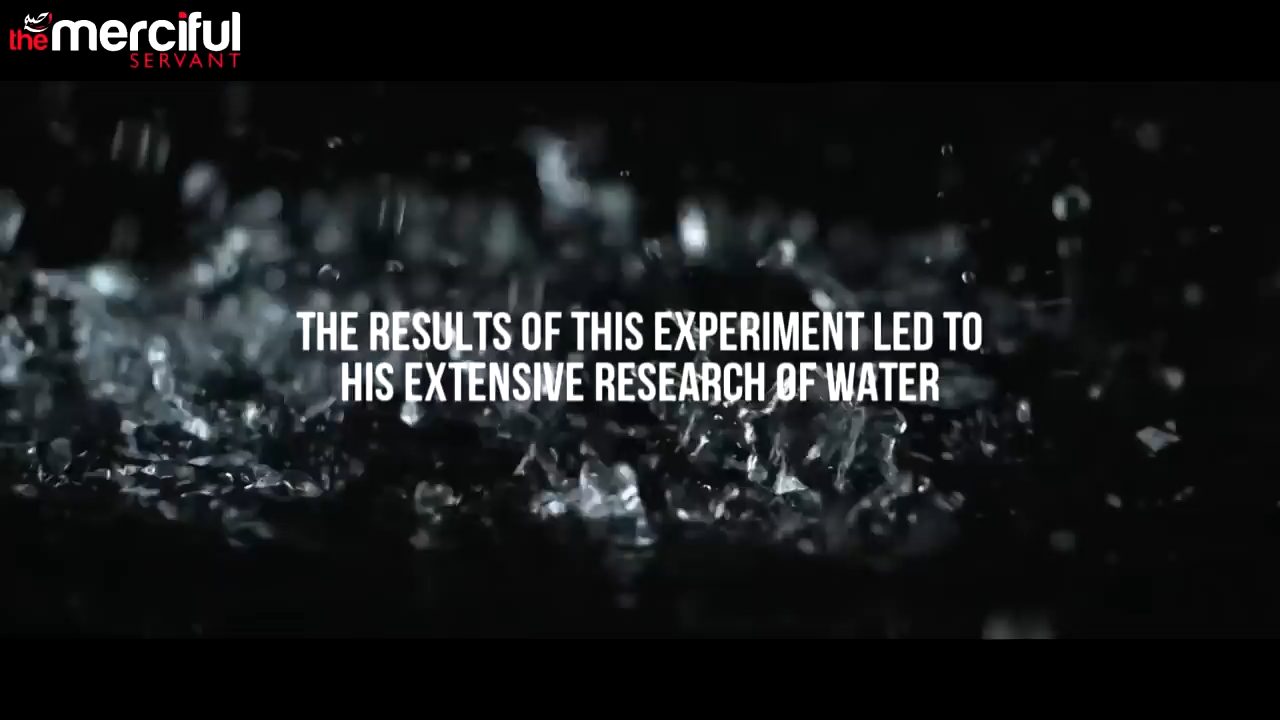 the merciful
SERVANT
THE RESULTS OF THIS EXPERIMENT LED TO
HIS EXTENSIVE RESEARCH OF WATER